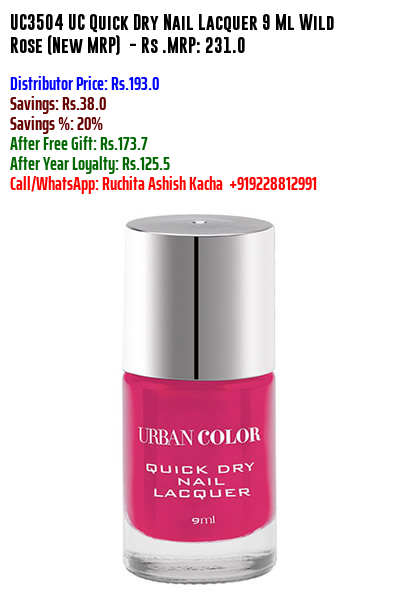 UC3504 UC Quick Dry Nail Lacquer 9 Ml Wild
Rose (New MRP) - Rs .MRP: 231.0
Distributor Price: Rs.193.0
Savings: Rs.38.0
Savings %: 20%
After Free Gift: Rs.173.7
After Year Loyalty: Rs.125.5
Call/WhatsApp: Ruchita Ashish Kacha +919228812991
URBAN COLOR
QUICK DRY
NAIL
LACQUER
9ml